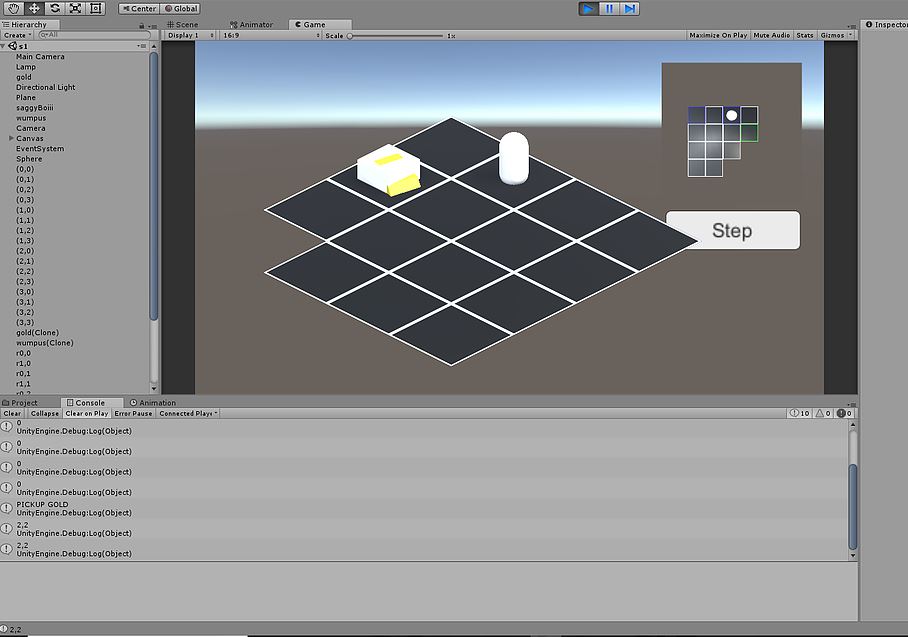 Center Global
Hierarchy
Scene Animator Game
Inspector
Create All
Display 1 16:9 Scale 1x Maximize On Play Mute Audio Stats Gizmos
s1
Main Camera
Lamp
gold
Directional Light
Plane
saggyBoiii
wumpus
Camera
Canvas
EventSystem
Sphere
(0,0)
(0,1)
(0,2)
(0,3)
(1,0)
(1,1)
(1,2)
(1,3)
(2,0)
(2,1)
(2,2)
(2,3)
(3,0)
(3,1)
(3,2)
(3,3)
gold(Clone)
wumpus(Clone)
r0,0
r1,0
r0,1
r1,1
r0,2
Step
Project Console Animation
Clear Collapse Clear on Play Error Pause Connected Playe 10 0 0
0
UnityEngine.Debug:Log(Object)
0
UnityEngine.Debug:Log(Object)
0
UnityEngine.Debug:Log(Object)
0
UnityEngine.Debug:Log(Object)
PICKUP GOLD
UnityEngine.Debug:Log(Object)
2,2
UnityEngine.Debug:Log(Object)
2,2
UnityEngine.Debug:Log(Object)
2,2